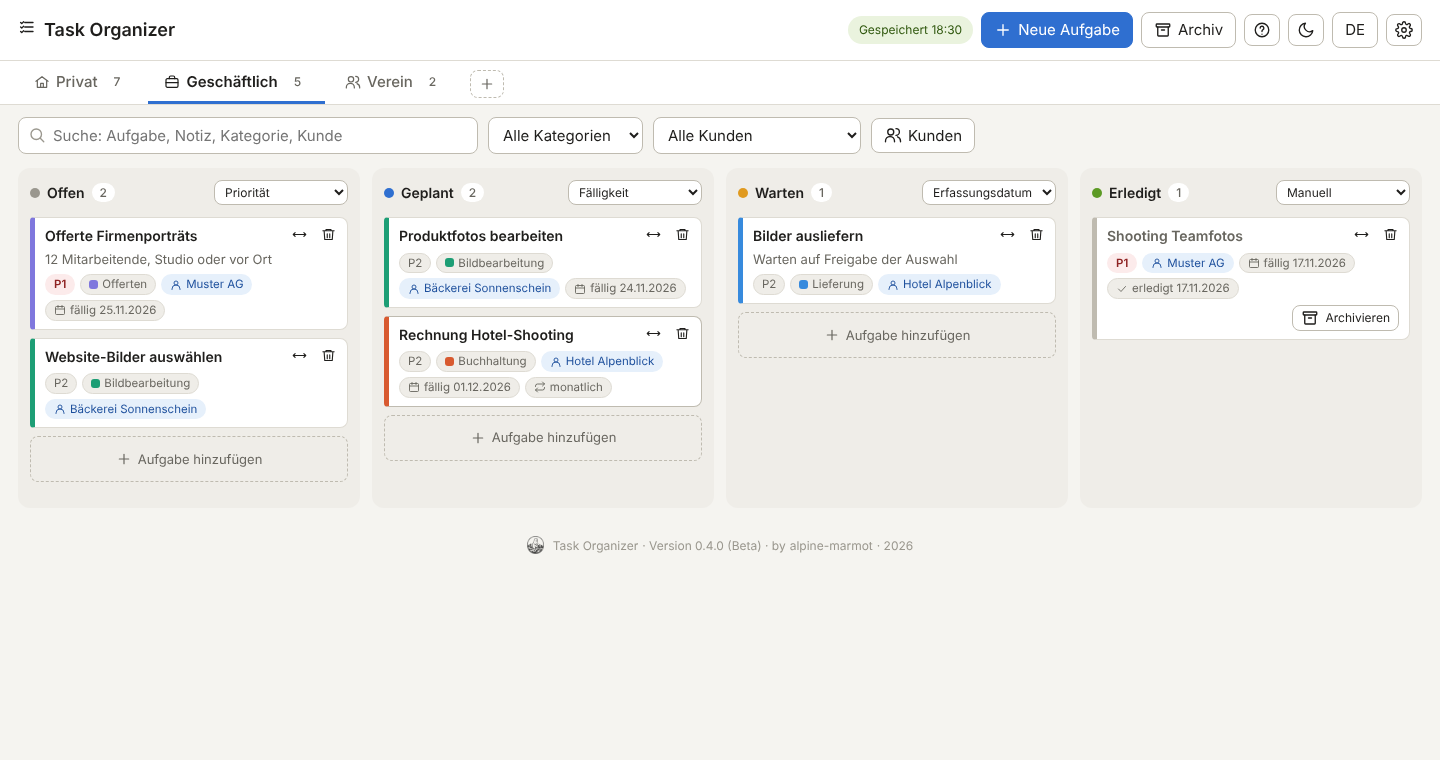 Task Organizer
Gespeichert 18:30
Neue Aufgabe
Archiv
DE
Privat 7
Geschäftlich 5
Verein 2
Suche: Aufgabe, Notiz, Kategorie, Kunde
Alle Kategorien
Alle Kunden
Kunden
Offen 2
Priorität
Offerte Firmenporträts
12 Mitarbeitende, Studio oder vor Ort
P1 Offerten Muster AG
fällig 25.11.2026
Website-Bilder auswählen
P2 Bildbearbeitung
Bäckerei Sonnenschein
Aufgabe hinzufügen
Geplant 2
Fälligkeit
Produktfotos bearbeiten
P2 Bildbearbeitung
Bäckerei Sonnenschein fällig 24.11.2026
Rechnung Hotel-Shooting
P2 Buchhaltung Hotel Alpenblick
fällig 01.12.2026 monatlich
Aufgabe hinzufügen
Warten 1
Erfassungsdatum
Bilder ausliefern
Warten auf Freigabe der Auswahl
P2 Lieferung Hotel Alpenblick
Aufgabe hinzufügen
Erledigt 1
Manuell
Shooting Teamfotos
P1 Muster AG fällig 17.11.2026
erledigt 17.11.2026
Archivieren
Task Organizer · Version 0.4.0 (Beta) · by alpine-marmot · 2026